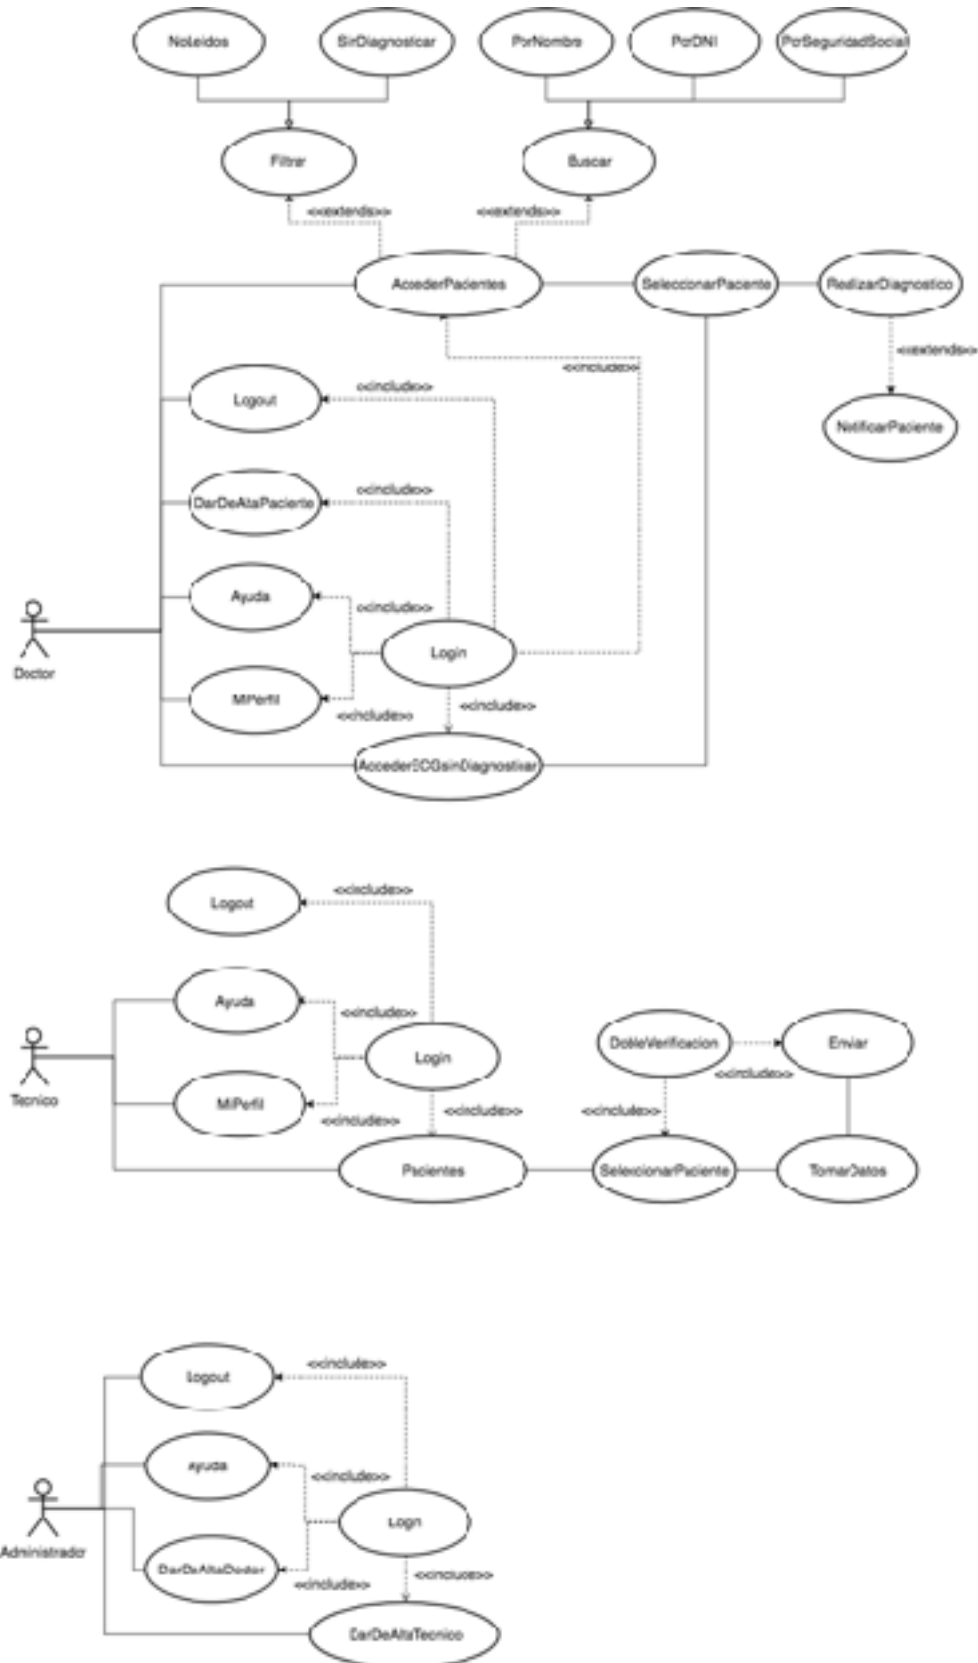 NoLeidos
SinDiagnosticar
PorNombre
PorDNI
PorSeguridadSocial
Filtrar
Buscar
<<extends>>
<<extends>>
AccederPacientes
SeleccionarPaciente
RealizarDiagnostico
<<extends>>
<<include>>
<<include>>
Logout
NotificarPaciente
<<include>>
DarDeAltaPaciente
Ayuda
<<include>>
Login
Doctor
MiPerfil
<<include>>
<<include>>
AccederECGsinDiagnosticar
<<include>>
Logout
Ayuda
<<include>>
DobleVerificacion
Enviar
Login
<<include>>
Tecnico
MiPerfil
<<include>>
<<include>>
<<include>>
Pacientes
SeleccionarPaciente
TomarDatos
<<include>>
Logout
Ayuda
<<include>>
Login
Administrador
DarDeAltaDoctor
<<include>>
<<include>>
DarDeAltaTecnico